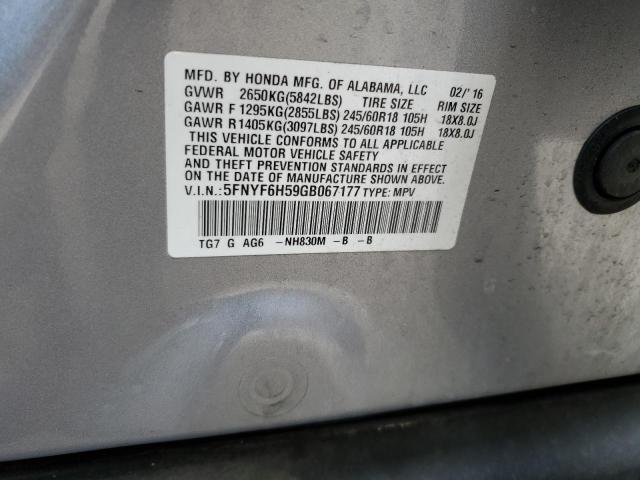 MFD. BY HONDA MFG. OF ALABAMA, LLC 02/' 16
GVWR 2650KG(5842LBS) TIRE SIZE RIM SIZE
GAWR F 1295KG(2855LBS) 245/60R18 105H 18X8.0J
GAWR R1405KG(3097LBS) 245/60R18 105H 18X8.0J
THIS VEHICLE CONFORMS TO ALL APPLICABLE
FEDERAL MOTOR VEHICLE SAFETY
AND THEFT PREVENTION STANDARDS IN EFFECT
ON THE DATE OF MANUFACTURE SHOWN ABOVE.
V.I.N.:5FNYF6H59GB067177 TYPE: MPV
TG7 G AG6 -NH830M -B -B